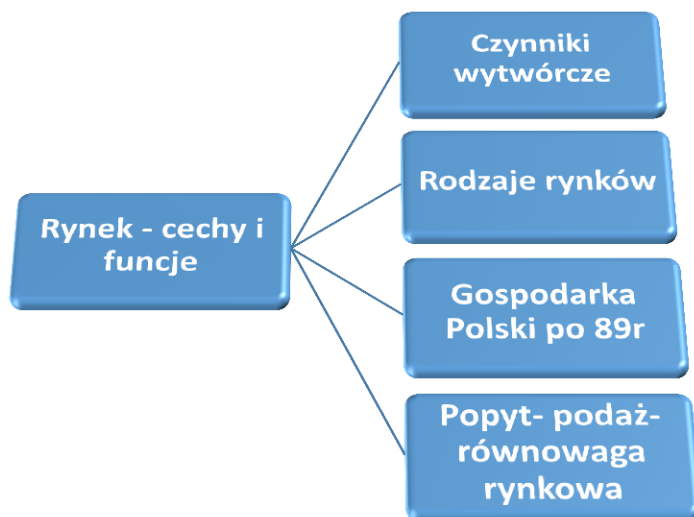 Rynek - cechy i
funcje
Czynniki
wytwórcze
Rodzaje rynków
Gospodarka
Polski po 89r
Popyt- podaż-
równowaga
rynkowa